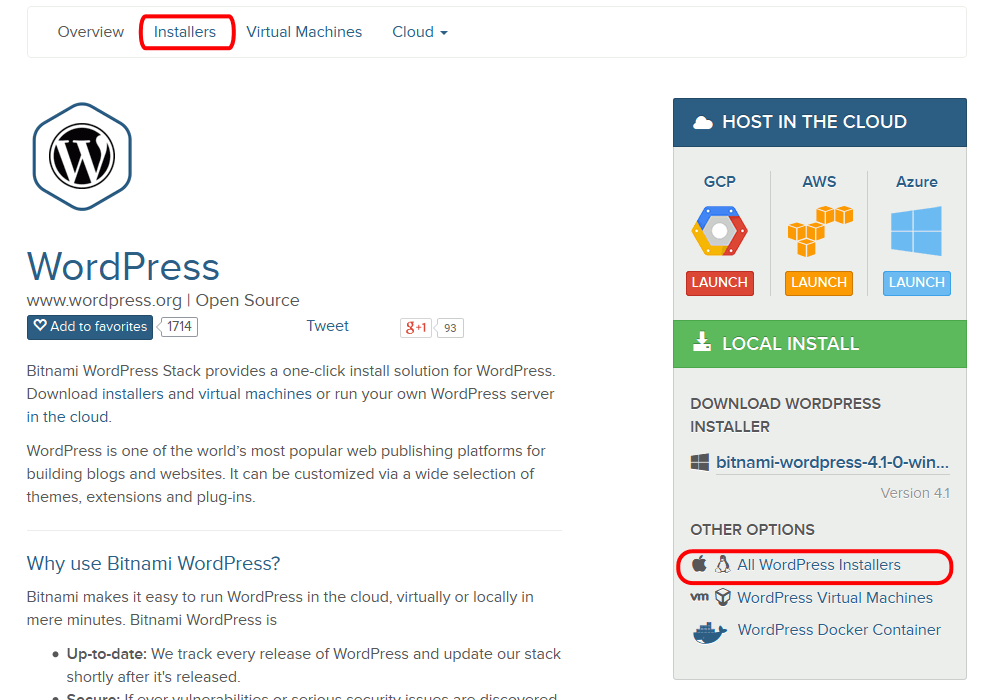 Overview Installers Virtual Machines Cloud
WordPress
www.wordpress.org | Open Source
Add to favorites 1714 Tweet g+1 93
Bitnami WordPress Stack provides a one-click install solution for WordPress.
Download installers and virtual machines or run your own WordPress server
in the cloud.
WordPress is one of the world's most popular web publishing platforms for
building blogs and websites. It can be customized via a wide selection of
themes, extensions and plug-ins.
Why use Bitnami WordPress?
Bitnami makes it easy to run WordPress in the cloud, virtually or locally in
mere minutes. Bitnami WordPress is
• Up-to-date: We track every release of WordPress and update our stack
shortly after it's released.
• Secure: If ever vulnerabilities or serious security issues are discovered
HOST IN THE CLOUD
GCP AWS Azure
LAUNCH LAUNCH LAUNCH
LOCAL INSTALL
DOWNLOAD WORDPRESS
INSTALLER
bitnami-wordpress-4.1-0-win...
Version 4.1
OTHER OPTIONS
All WordPress Installers
vm WordPress Virtual Machines
WordPress Docker Container